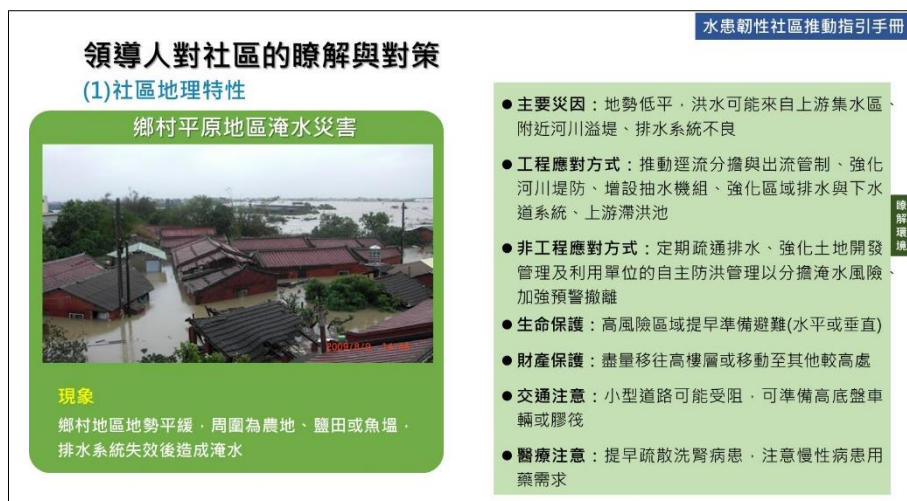 水患韌性社區推動指引手冊
領導人對社區的瞭解與對策
(1)社區地理特性
鄉村平原地區淹水災害
現象
鄉村地區地勢平緩，周圍為農地、鹽田或魚塭，
排水系統失效後造成淹水
●主要災因：地勢低平，洪水可能來自上游集水區、
附近河川溢堤、排水系統不良
●工程應對方式：推動逕流分擔與出流管制、強化
河川堤防、增設抽水機組、強化區域排水與下水
道系統、上游滯洪池
●非工程應對方式：定期疏通排水、強化土地開發
管理及利用單位的自主防洪管理以分擔淹水風險、
加強預警撤離
●生命保護：高風險區域提早準備避難(水平或垂直)
●財產保護：盡量移往高樓層或移動至其他較高處
●交通注意：小型道路可能受阻，可準備高底盤車
輛或膠筏
●醫療注意：提早疏散洗腎病患，注意慢性病患用
藥需求
瞭解環境